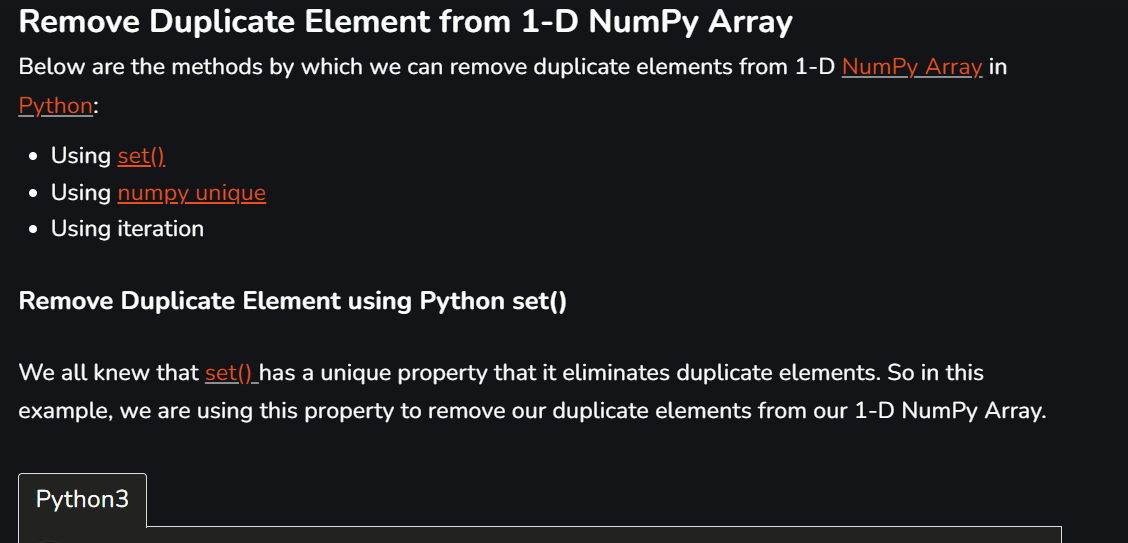 Remove Duplicate Element from 1-D NumPy Array
Below are the methods by which we can remove duplicate elements from 1-D NumPy Array in
Python:
• Using set()
• Using numpy unique
• Using iteration
Remove Duplicate Element using Python set()
We all knew that set() has a unique property that it eliminates duplicate elements. So in this
example, we are using this property to remove our duplicate elements from our 1-D NumPy Array.
Python3